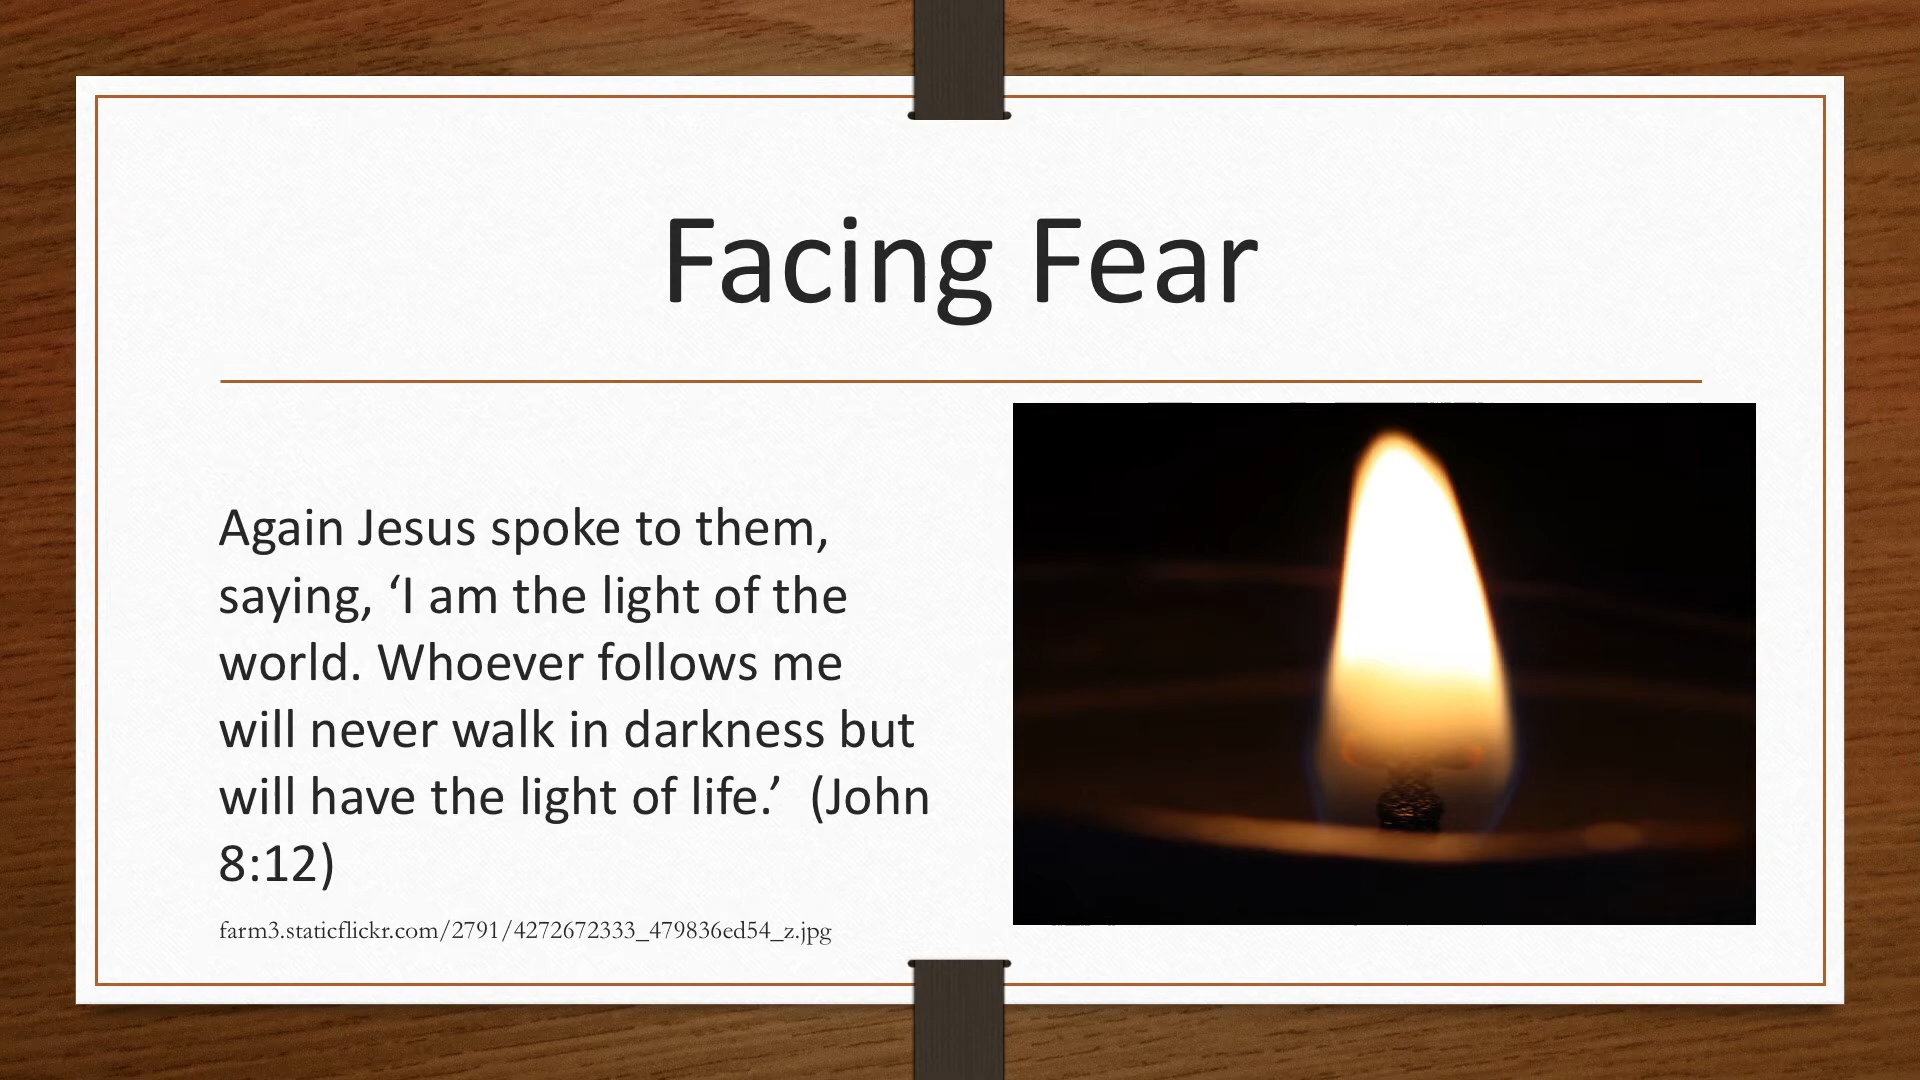 Facing Fear
Again Jesus spoke to them,
saying, ‘I am the light of the
world. Whoever follows me
will never walk in darkness but
will have the light of life.’  (John
8:12)
farm3.staticflickr.com/2791/4272672333_479836ed54_z.jpg